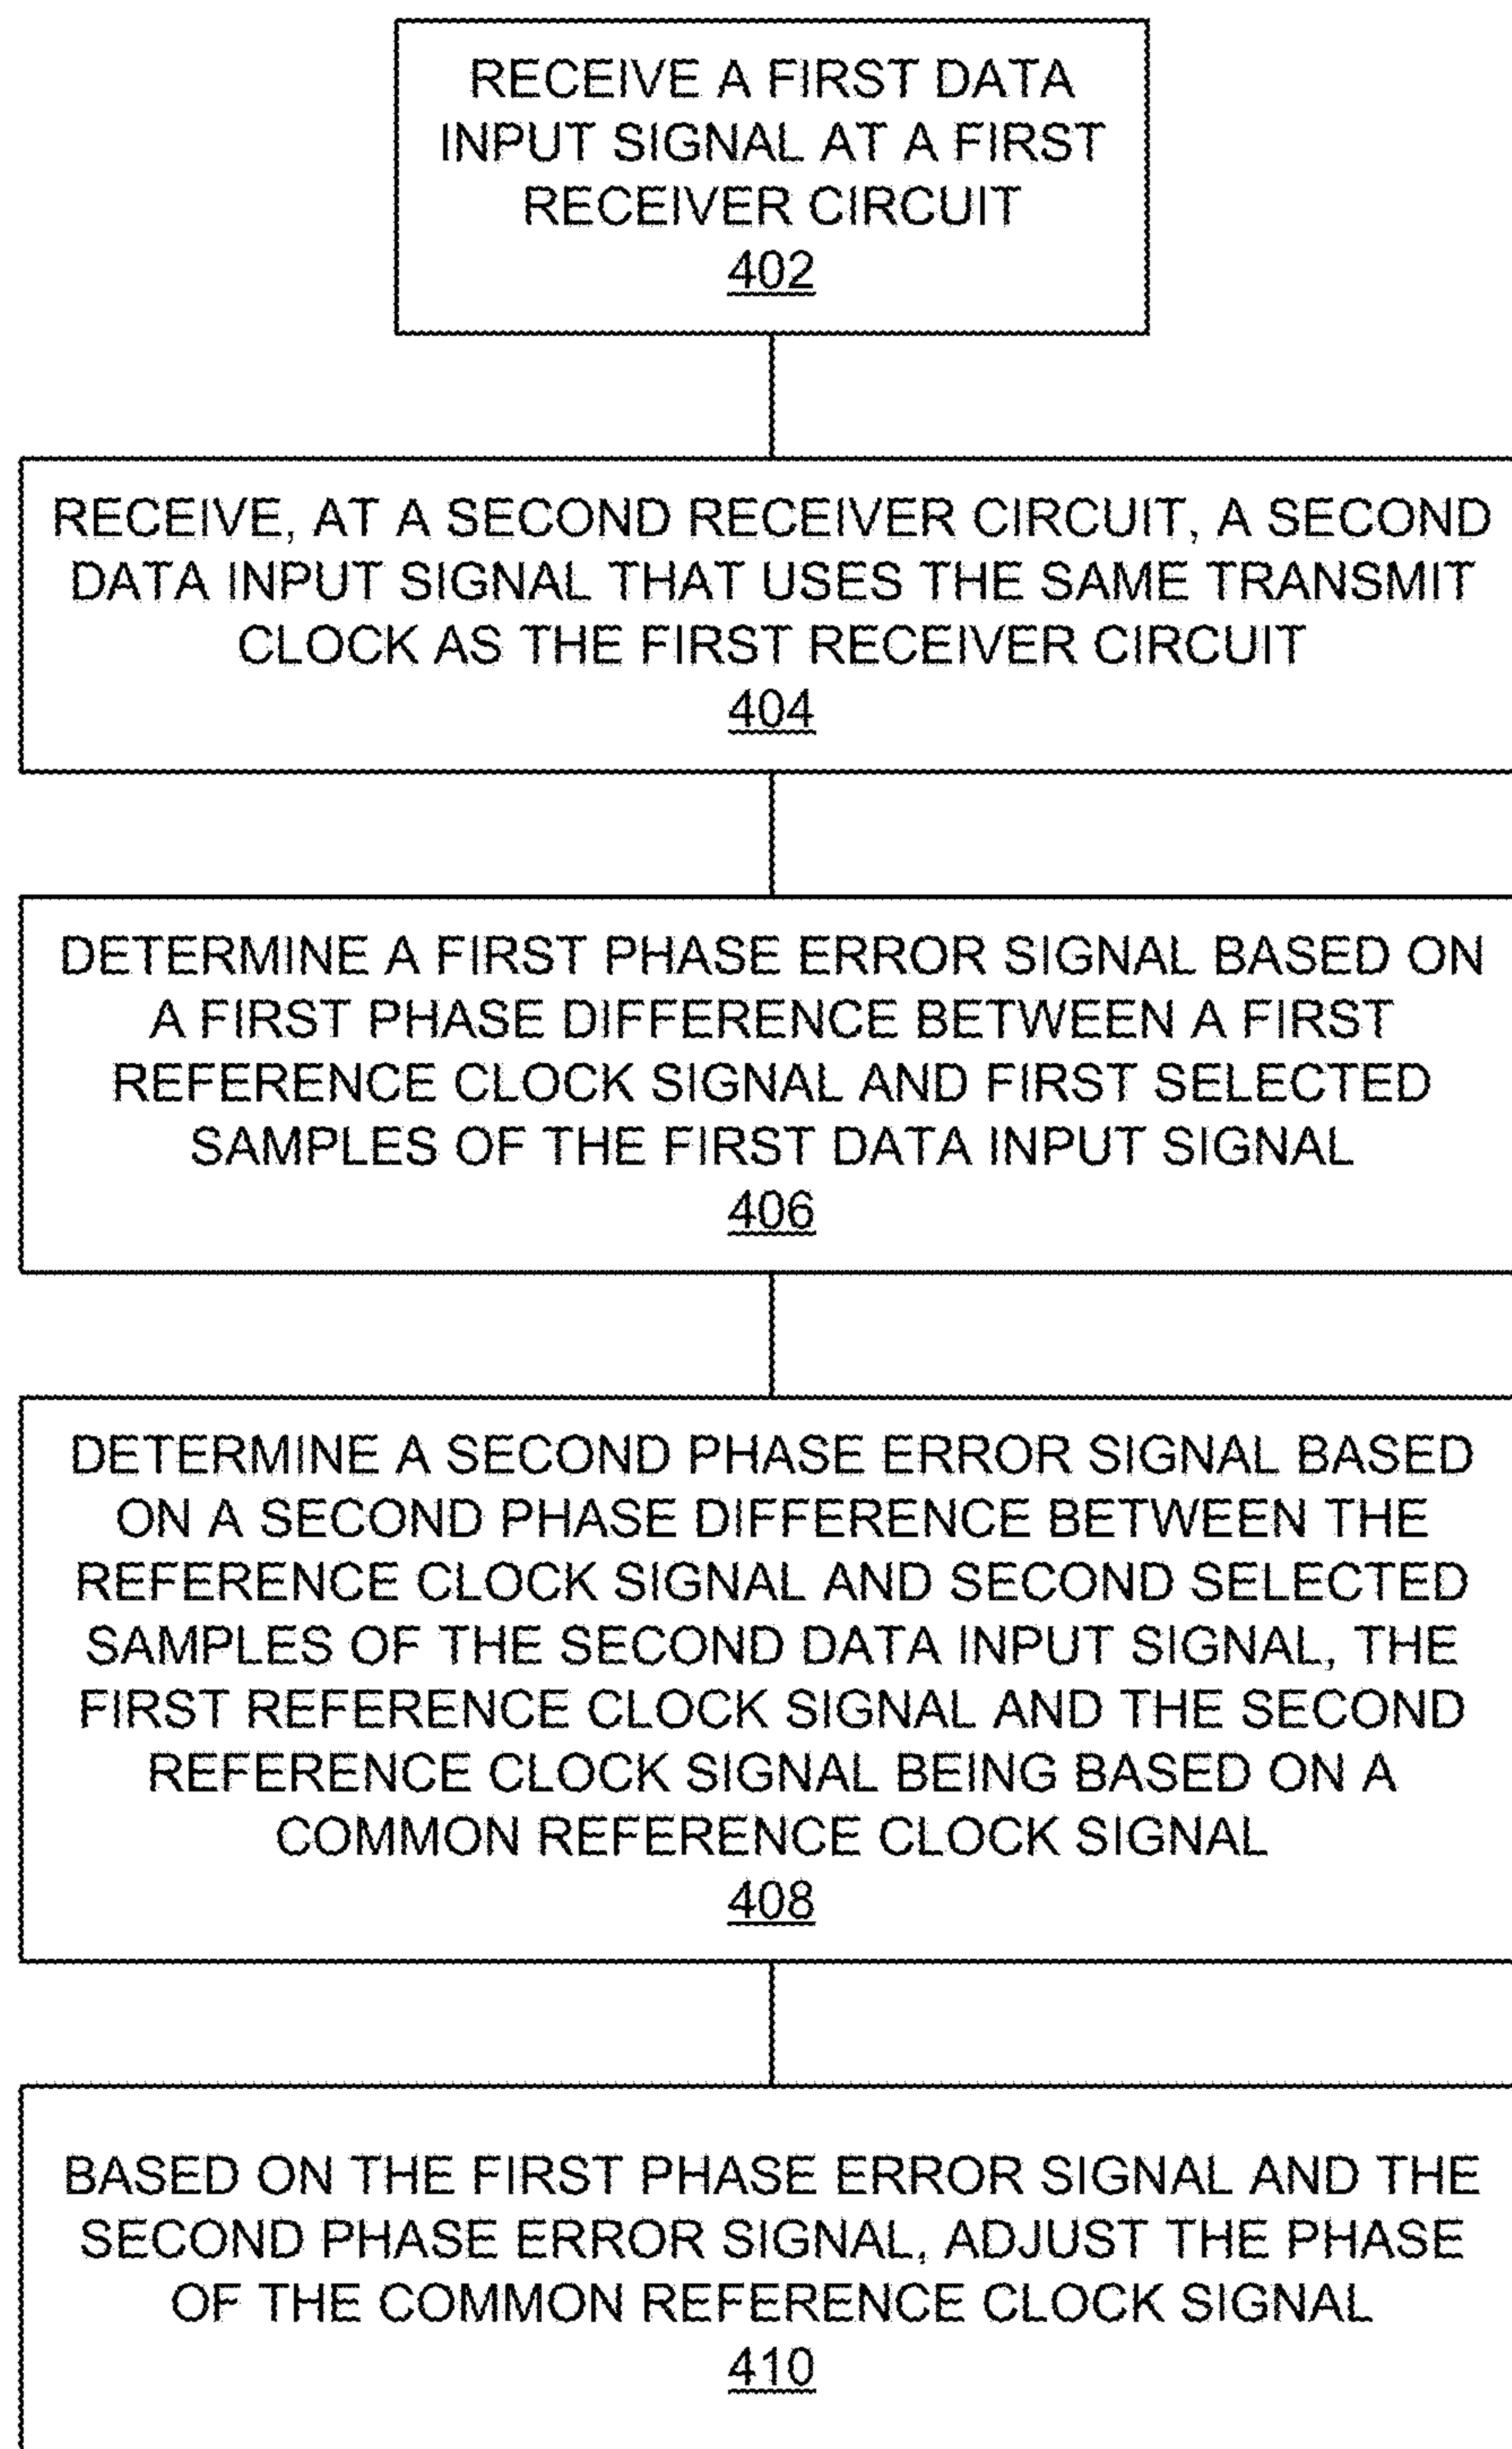 RECEIVE A FIRST DATA
INPUT SIGNAL AT A FIRST
RECEIVER CIRCUIT
402
RECEIVE, AT A SECOND RECEIVER CIRCUIT, A SECOND
DATA INPUT SIGNAL THAT USES THE SAME TRANSMIT
CLOCK AS THE FIRST RECEIVER CIRCUIT
404
DETERMINE A FIRST PHASE ERROR SIGNAL BASED ON
A FIRST PHASE DIFFERENCE BETWEEN A FIRST
REFERENCE CLOCK SIGNAL AND FIRST SELECTED
SAMPLES OF THE FIRST DATA INPUT SIGNAL
406
DETERMINE A SECOND PHASE ERROR SIGNAL BASED
ON A SECOND PHASE DIFFERENCE BETWEEN THE
REFERENCE CLOCK SIGNAL AND SECOND SELECTED
SAMPLES OF THE SECOND DATA INPUT SIGNAL, THE
FIRST REFERENCE CLOCK SIGNAL AND THE SECOND
REFERENCE CLOCK SIGNAL BEING BASED ON A
COMMON REFERENCE CLOCK SIGNAL
408
BASED ON THE FIRST PHASE ERROR SIGNAL AND THE
SECOND PHASE ERROR SIGNAL, ADJUST THE PHASE
OF THE COMMON REFERENCE CLOCK SIGNAL
410